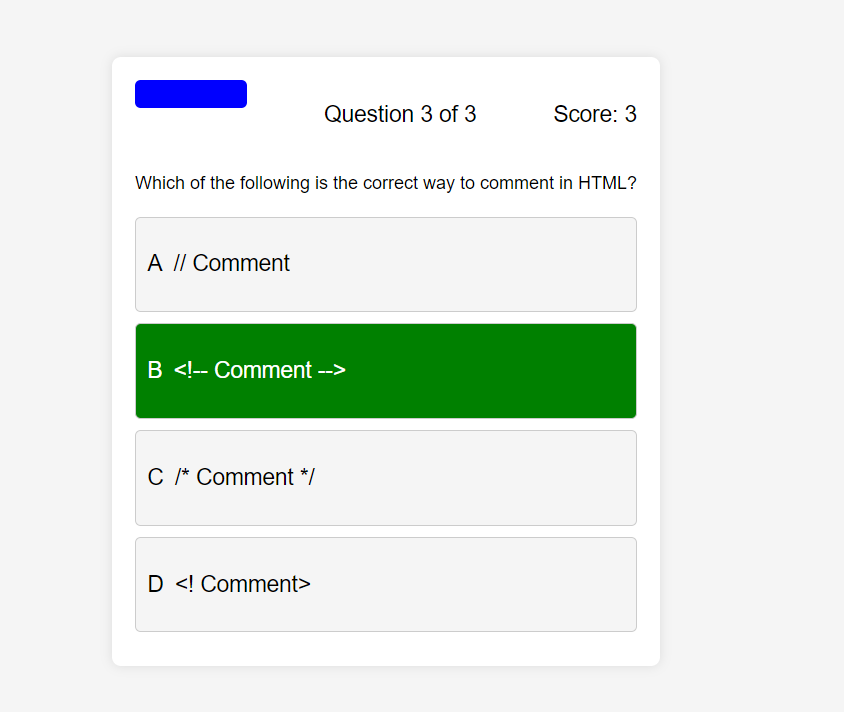 Question 3 of 3
Score: 3
Which of the following is the correct way to comment in HTML?
A // Comment
B <!-- Comment -->
C /* Comment */
D <! Comment>